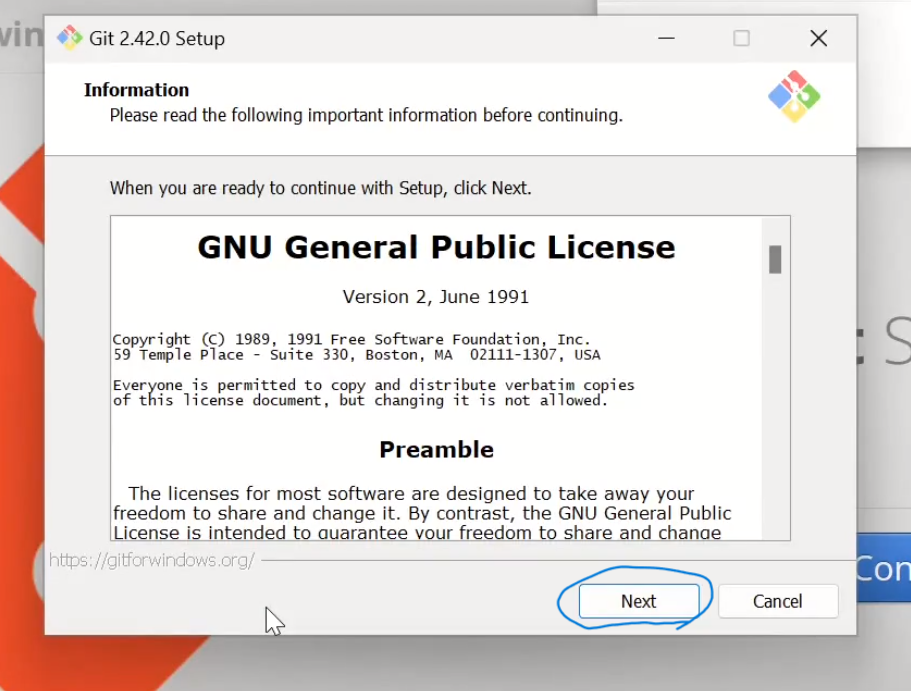 win
Git 2.42.0 Setup
Information
Please read the following important information before continuing.
When you are ready to continue with Setup, click Next.
GNU General Public License
Version 2, June 1991
Copyright (C) 1989, 1991 Free Software Foundation, Inc.
59 Temple Place - Suite 330, Boston, MA  02111-1307, USA
Everyone is permitted to copy and distribute verbatim copies
of this license document, but changing it is not allowed.
Preamble
The licenses for most software are designed to take away your
freedom to share and change it. By contrast, the GNU General Public
License is intended to guarantee your freedom to share and change
: S
https://gitforwindows.org/
Con
Next
Cancel